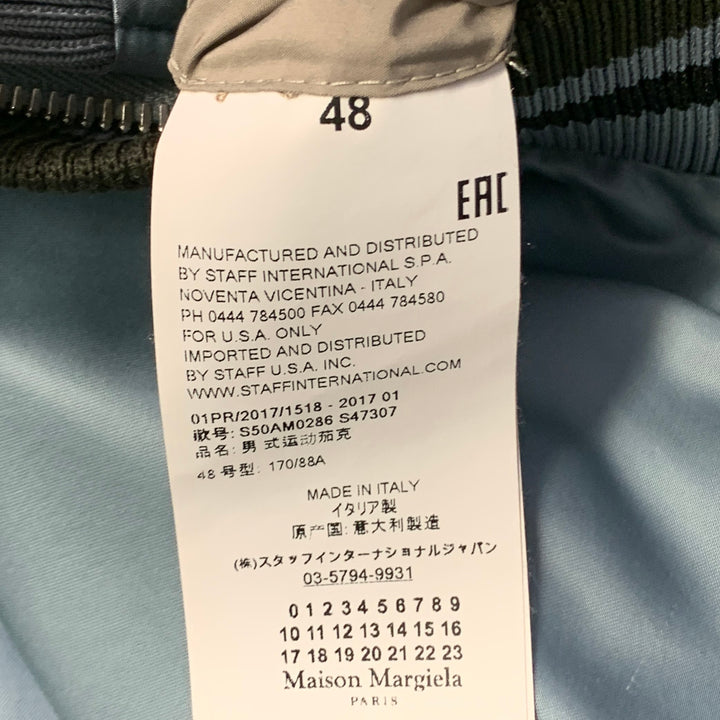 48
EAC
MANUFACTURED AND DISTRIBUTED
BY STAFF INTERNATIONAL S.P.A.
NOVENTA VICENTINA - ITALY
PH 0444 784500 FAX 0444 784580
FOR U.S.A. ONLY
IMPORTED AND DISTRIBUTED
BY STAFF U.S.A. INC.
WWW.STAFFINTERNATIONAL.COM
01PR/2017/1518 - 2017 01
款号: S50AM0286 S47307
品名: 男 式运动茄克
48 号型: 170/88A
MADE IN ITALY
イタリア製
原产国: 意大利製造
(株)スタッフインターナショナルジャパン
03-5794-9931
0 1 2 3 4 5 6 7 8 9
10 11 12 13 14 15 16
17 18 19 20 21 22 23
Maison Margiela
PARIS